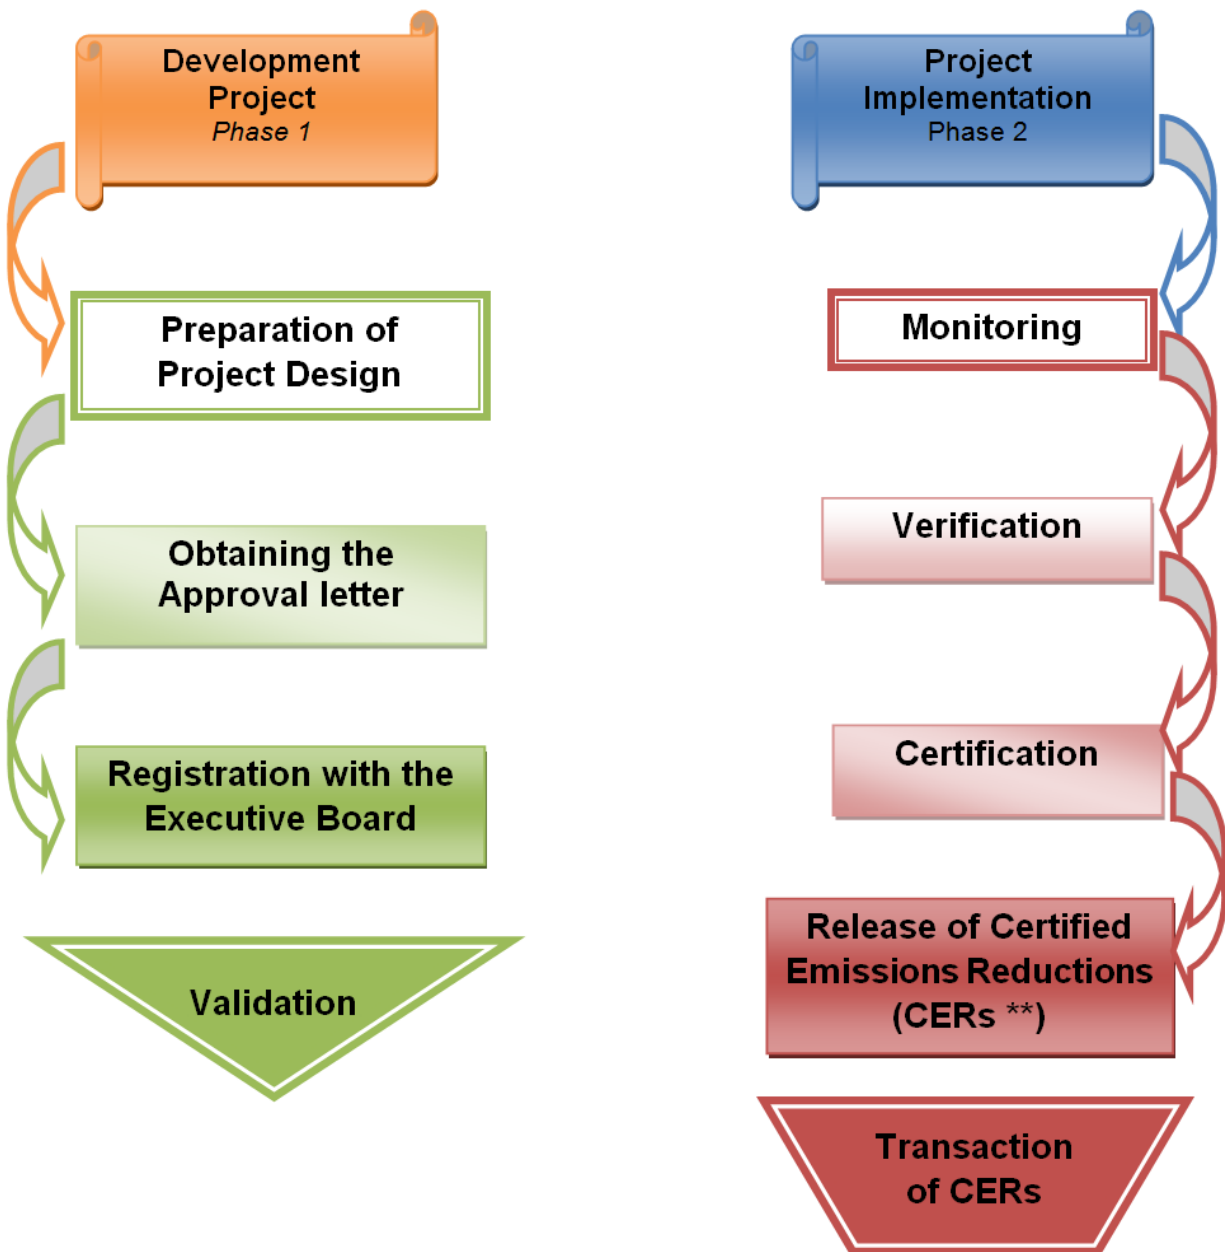 Development
Project
Phase 1
Preparation of
Project Design
Obtaining the
Approval letter
Registration with the
Executive Board
Validation
Project
Implementation
Phase 2
Monitoring
Verification
Certification
Release of Certified
Emissions Reductions
(CERs **)
Transaction
of CERs